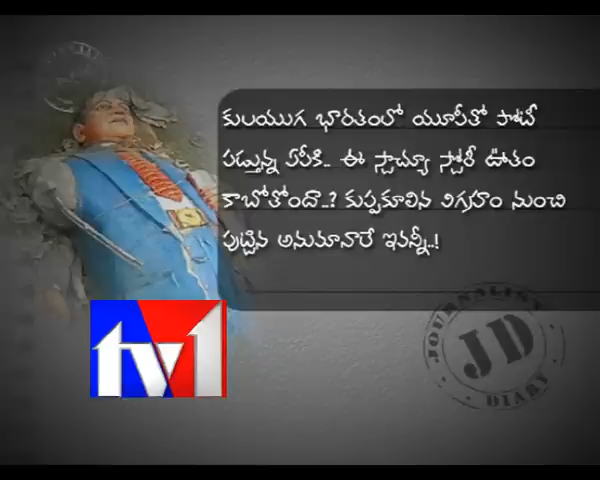 కులయుగ భారతంలో యూపీతో పోటీ
పడ్తున్న ఏపీకి.. ఈ స్టాచ్యూ స్టోరీ ఊతం
కాబోతోందా..? కుప్పకూలిన విగ్రహం నుంచి
పుట్టిన అనుమానాలే ఇవన్నీ..!
tv1
JOURNALIST
JD
DIARY